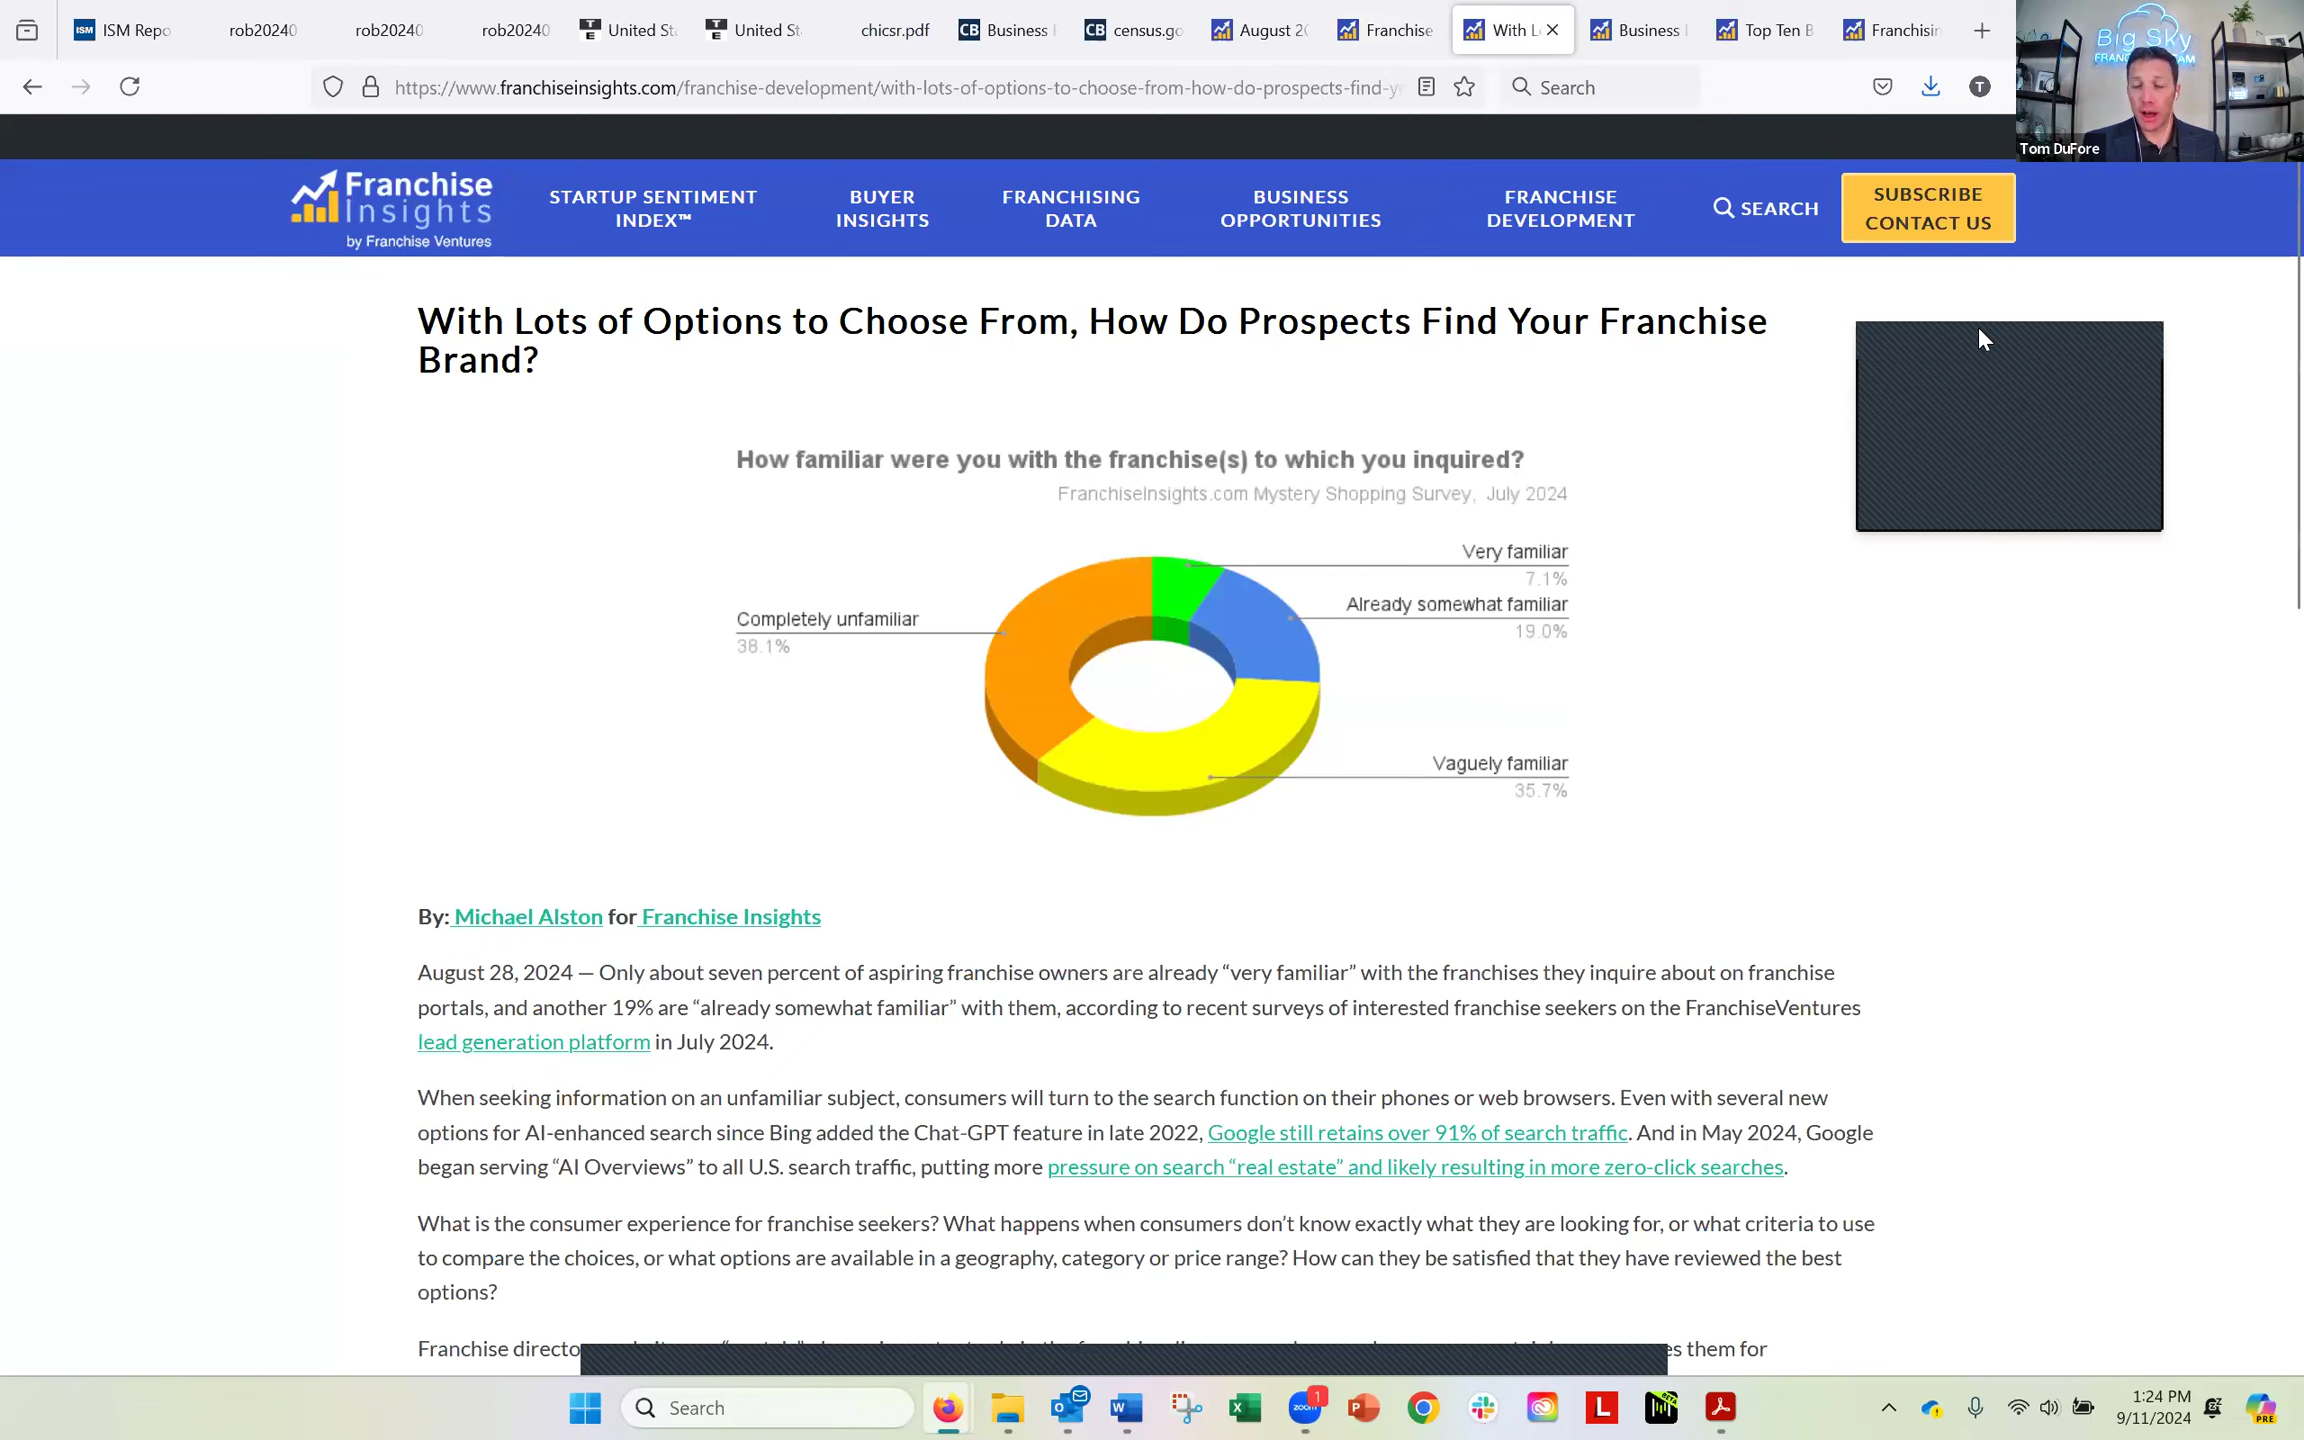 ISM Repo
rob20240
rob20240
rob20240
United St
United St
chicsr.pdf
Business
census.go
August 20
Franchise
With L
Business
Top Ten B
Franchisin
https://www.franchiseinsights.com/franchise-development/with-lots-of-options-to-choose-from-how-do-prospects-find-y
Search
T
Big Sky
Tom DuFore
Franchise
Insights
by Franchise Ventures
STARTUP SENTIMENT
INDEX™
BUYER
INSIGHTS
FRANCHISING
DATA
BUSINESS
OPPORTUNITIES
FRANCHISE
DEVELOPMENT
SEARCH
SUBSCRIBE
CONTACT US
With Lots of Options to Choose From, How Do Prospects Find Your Franchise
Brand?
How familiar were you with the franchise(s) to which you inquired?
FranchiseInsights.com Mystery Shopping Survey, July 2024
Very familiar
7.1%
Already somewhat familiar
19.0%
Completely unfamiliar
38.1%
Vaguely familiar
35.7%
By: Michael Alston for Franchise Insights
August 28, 2024 — Only about seven percent of aspiring franchise owners are already “very familiar” with the franchises they inquire about on franchise
portals, and another 19% are “already somewhat familiar” with them, according to recent surveys of interested franchise seekers on the FranchiseVentures
lead generation platform in July 2024.
When seeking information on an unfamiliar subject, consumers will turn to the search function on their phones or web browsers. Even with several new
options for AI-enhanced search since Bing added the Chat-GPT feature in late 2022, Google still retains over 91% of search traffic. And in May 2024, Google
began serving “AI Overviews” to all U.S. search traffic, putting more pressure on search “real estate” and likely resulting in more zero-click searches.
What is the consumer experience for franchise seekers? What happens when consumers don’t know exactly what they are looking for, or what criteria to use
to compare the choices, or what options are available in a geography, category or price range? How can they be satisfied that they have reviewed the best
options?
Franchise directo es them for
Search
1:24 PM
9/11/2024